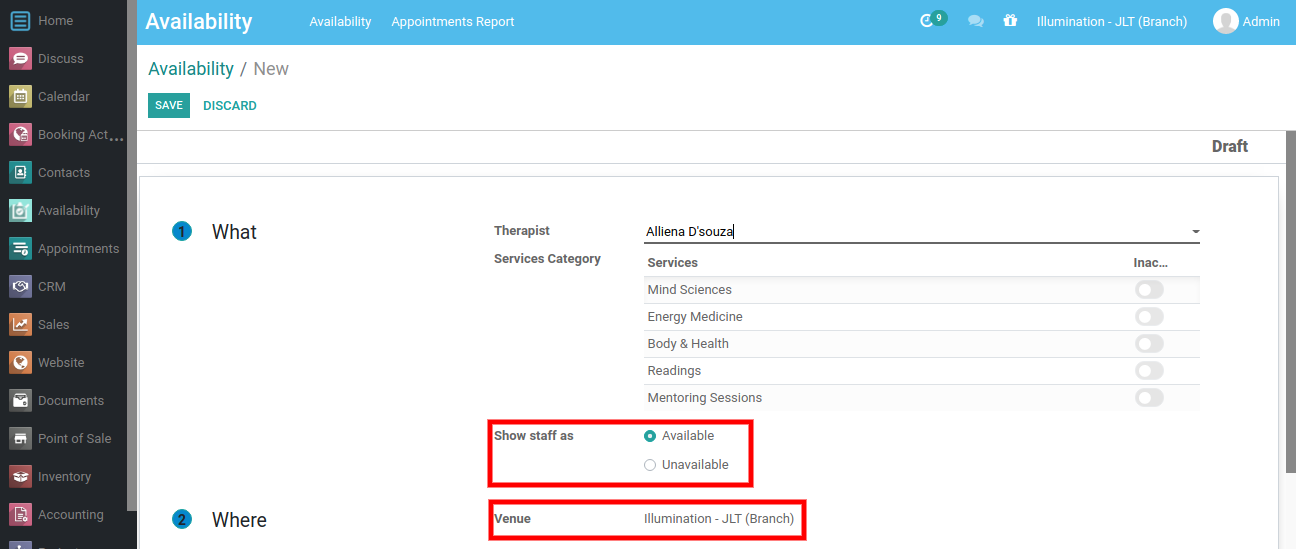 Home
Discuss
Calendar
Booking Act...
Contacts
Availability
Appointments
CRM
Sales
Website
Documents
Point of Sale
Inventory
Accounting
Availability Availability Appointments Report 9 Illumination - JLT (Branch) Admin
Availability / New
SAVE DISCARD
Draft
1 What
Therapist Alliena D'souza
Services Category
Services Inac...
Mind Sciences
Energy Medicine
Body & Health
Readings
Mentoring Sessions
Show staff as Available
Unavailable
2 Where
Venue Illumination - JLT (Branch)